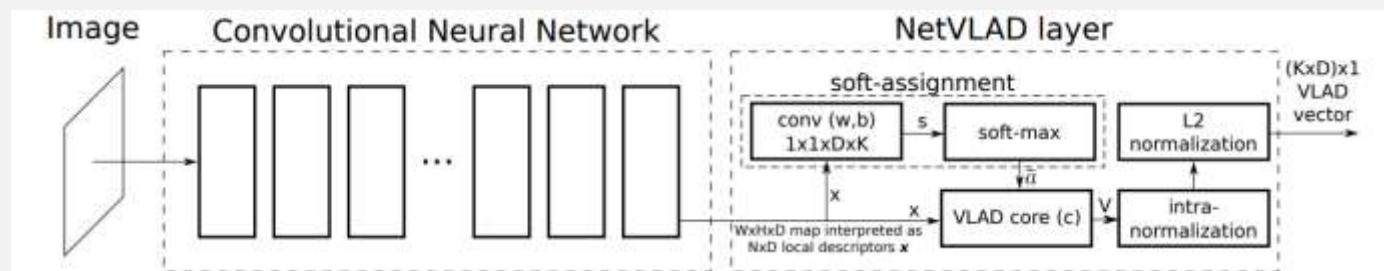 Image
Convolutional Neural Network
NetVLAD layer
soft-assignment
conv (w,b)
1x1xDxK
s
soft-max
L2
normalization
(KxD)x1
VLAD
vector
...
x
x
ā
VLAD core (c)
V
intra-
normalization
WxHxD map interpreted as
NxD local descriptors x